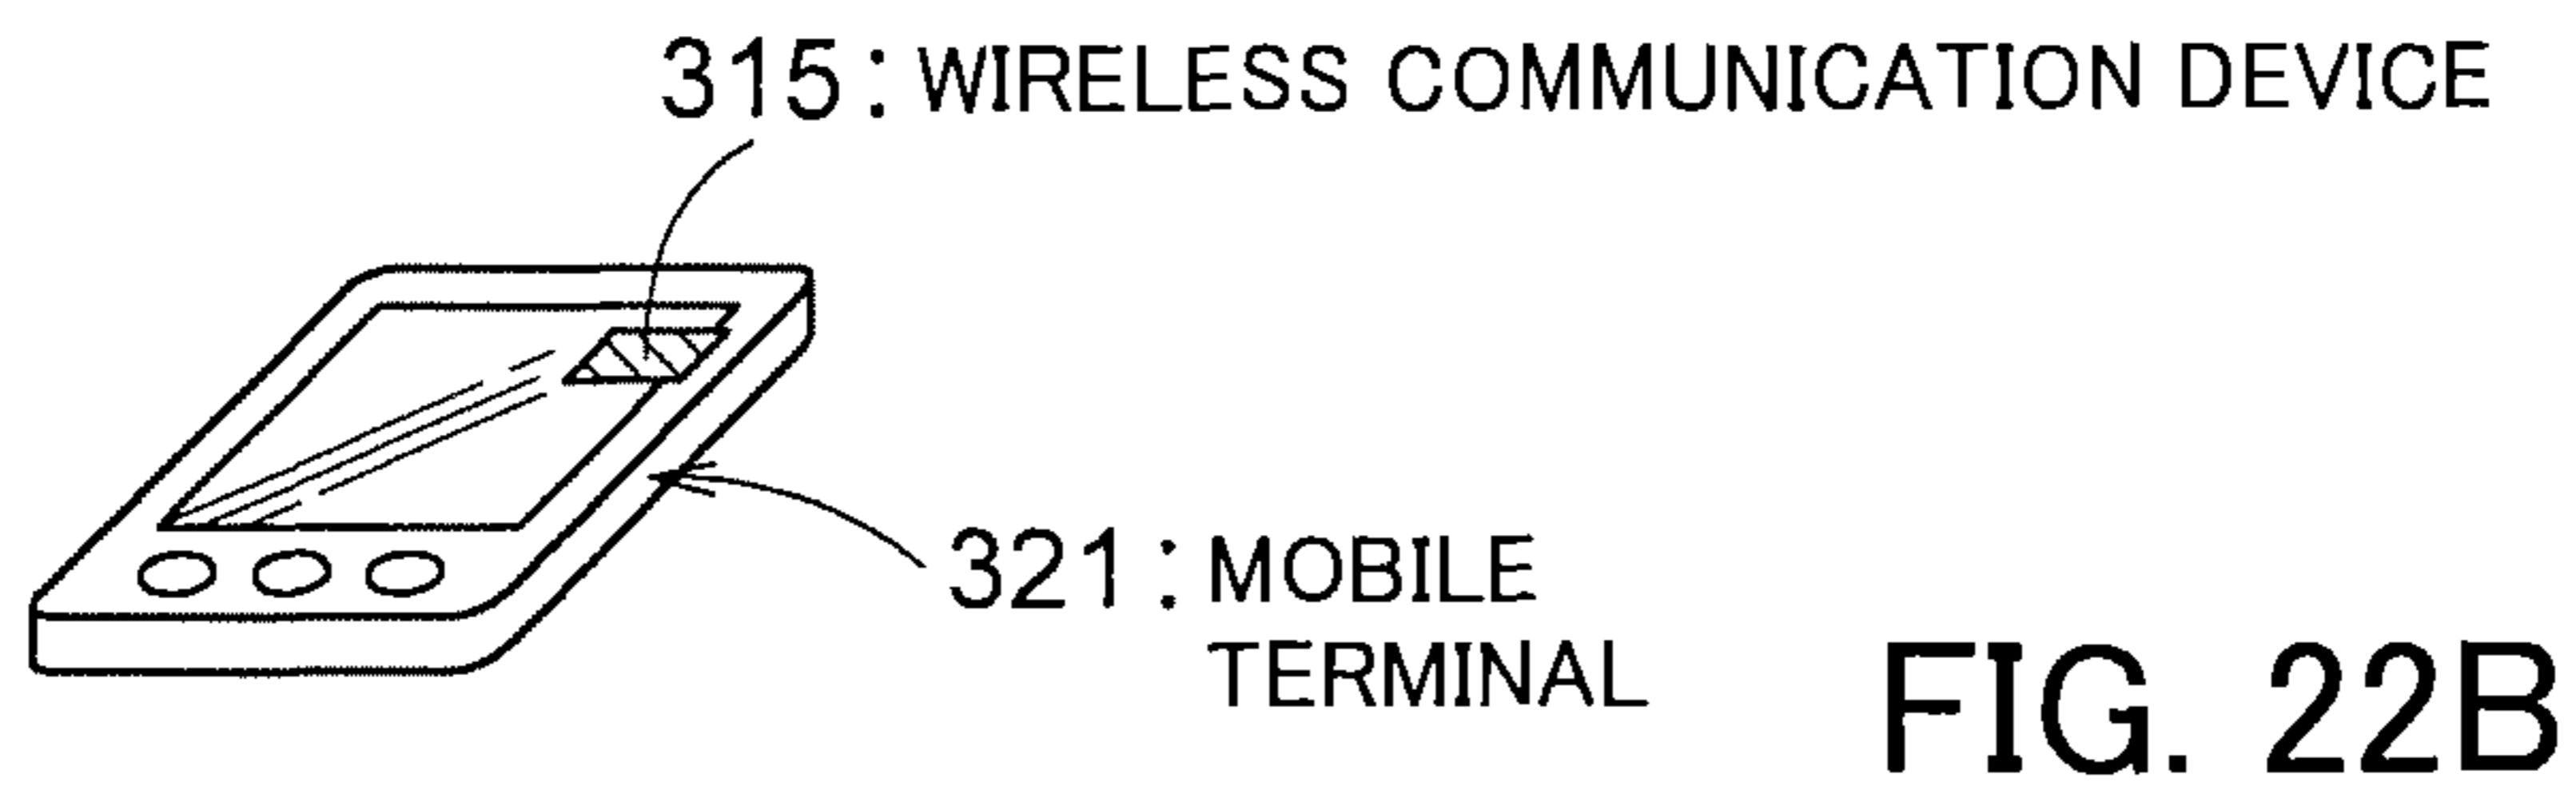 315: WIRELESS COMMUNICATION DEVICE
321: MOBILE
TERMINAL
FIG. 22B